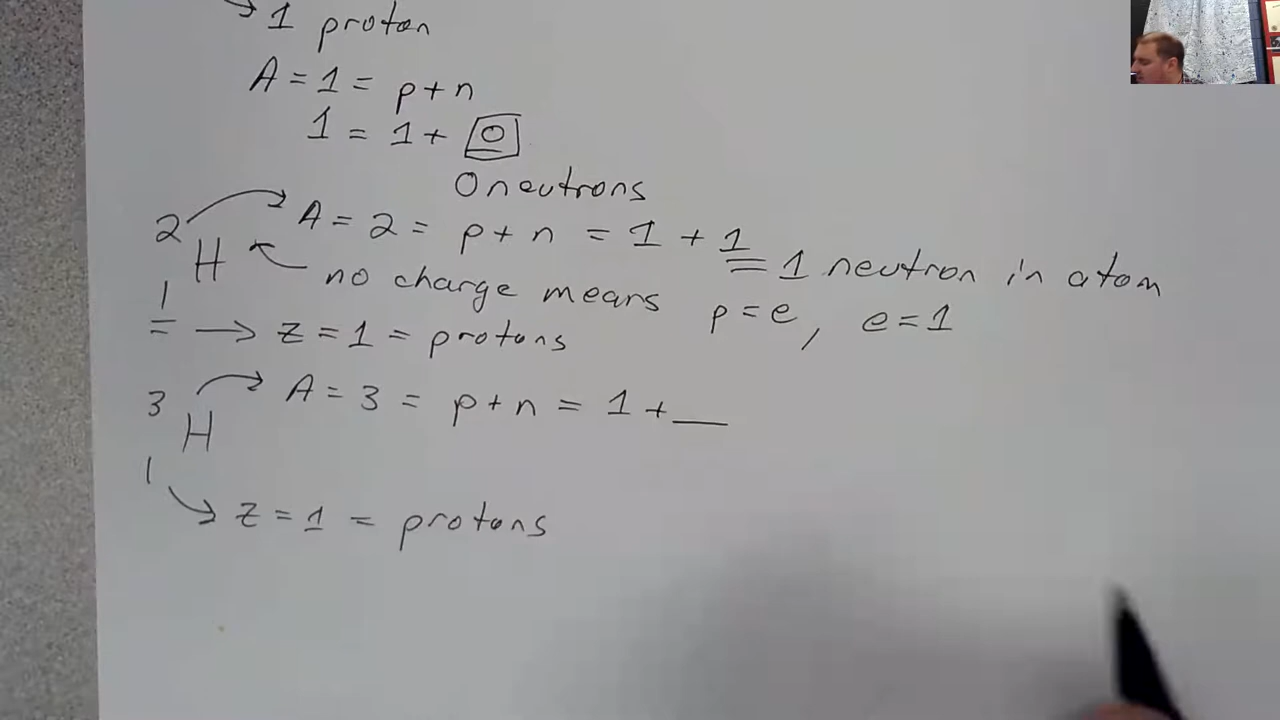 1 proton
A = 1 = p+n
1 = 1 + 0
0 neutrons
2 A = 2 = p + n = 1 + 1
H no charge means = 1 neutron in atom
p = e, e = 1
1 → z = 1 = protons
3 A = 3 = p + n = 1 + __
H
1
z = 1 = protons